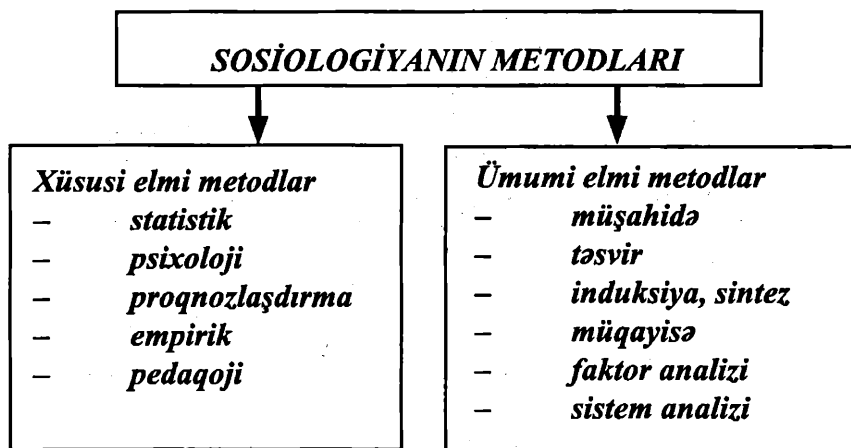 SOSİOLOGİYANIN METODLARI
Xüsusi elmi metodlar
– statistik
– psixoloji
– proqnozlaşdırma
– empirik
– pedaqoji
Ümumi elmi metodlar
– müşahidə
– təsvir
– induksiya, sintez
– müqayisə
– faktor analizi
– sistem analizi